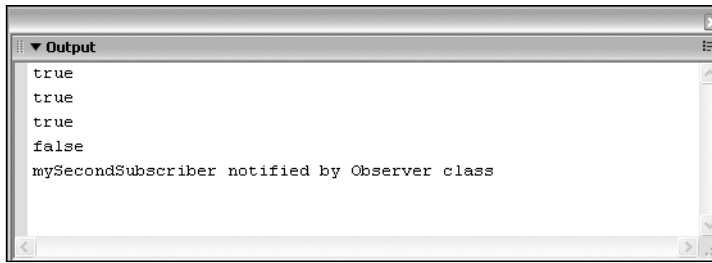 Output
true
true
true
false
mySecondSubscriber notified by Observer class